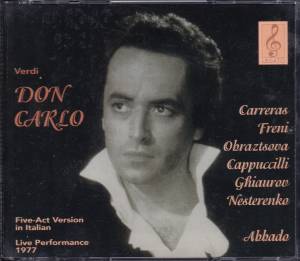 Verdi
DON
CARLO
Carreras
Freni
Obraztsova
Cappuccilli
Ghiaurov
Nesterenko
Abbado
Five-Act Version
in Italian
Live Performance
1977